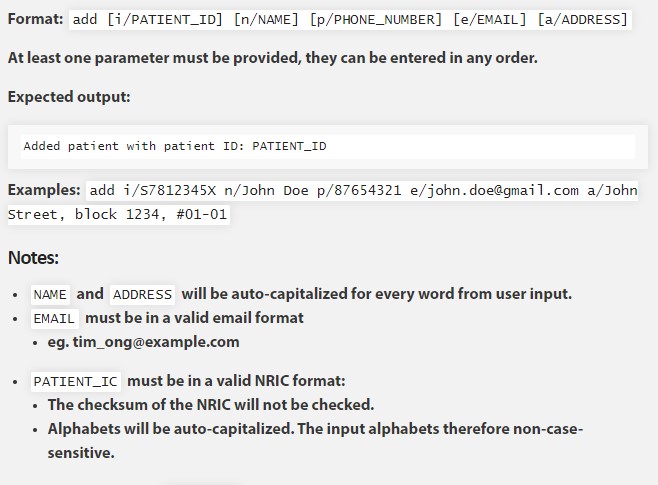 Format: add [i/PATIENT_ID] [n/NAME] [p/PHONE_NUMBER] [e/EMAIL] [a/ADDRESS]
At least one parameter must be provided, they can be entered in any order.
Expected output:
Added patient with patient ID: PATIENT_ID
Examples: add i/S7812345X n/John Doe p/87654321 e/john.doe@gmail.com a/John
Street, block 1234, #01-01
Notes:
• NAME and ADDRESS will be auto-capitalized for every word from user input.
• EMAIL must be in a valid email format
• eg. tim_ong@example.com
• PATIENT_IC must be in a valid NRIC format:
• The checksum of the NRIC will not be checked.
• Alphabets will be auto-capitalized. The input alphabets therefore non-case-
sensitive.